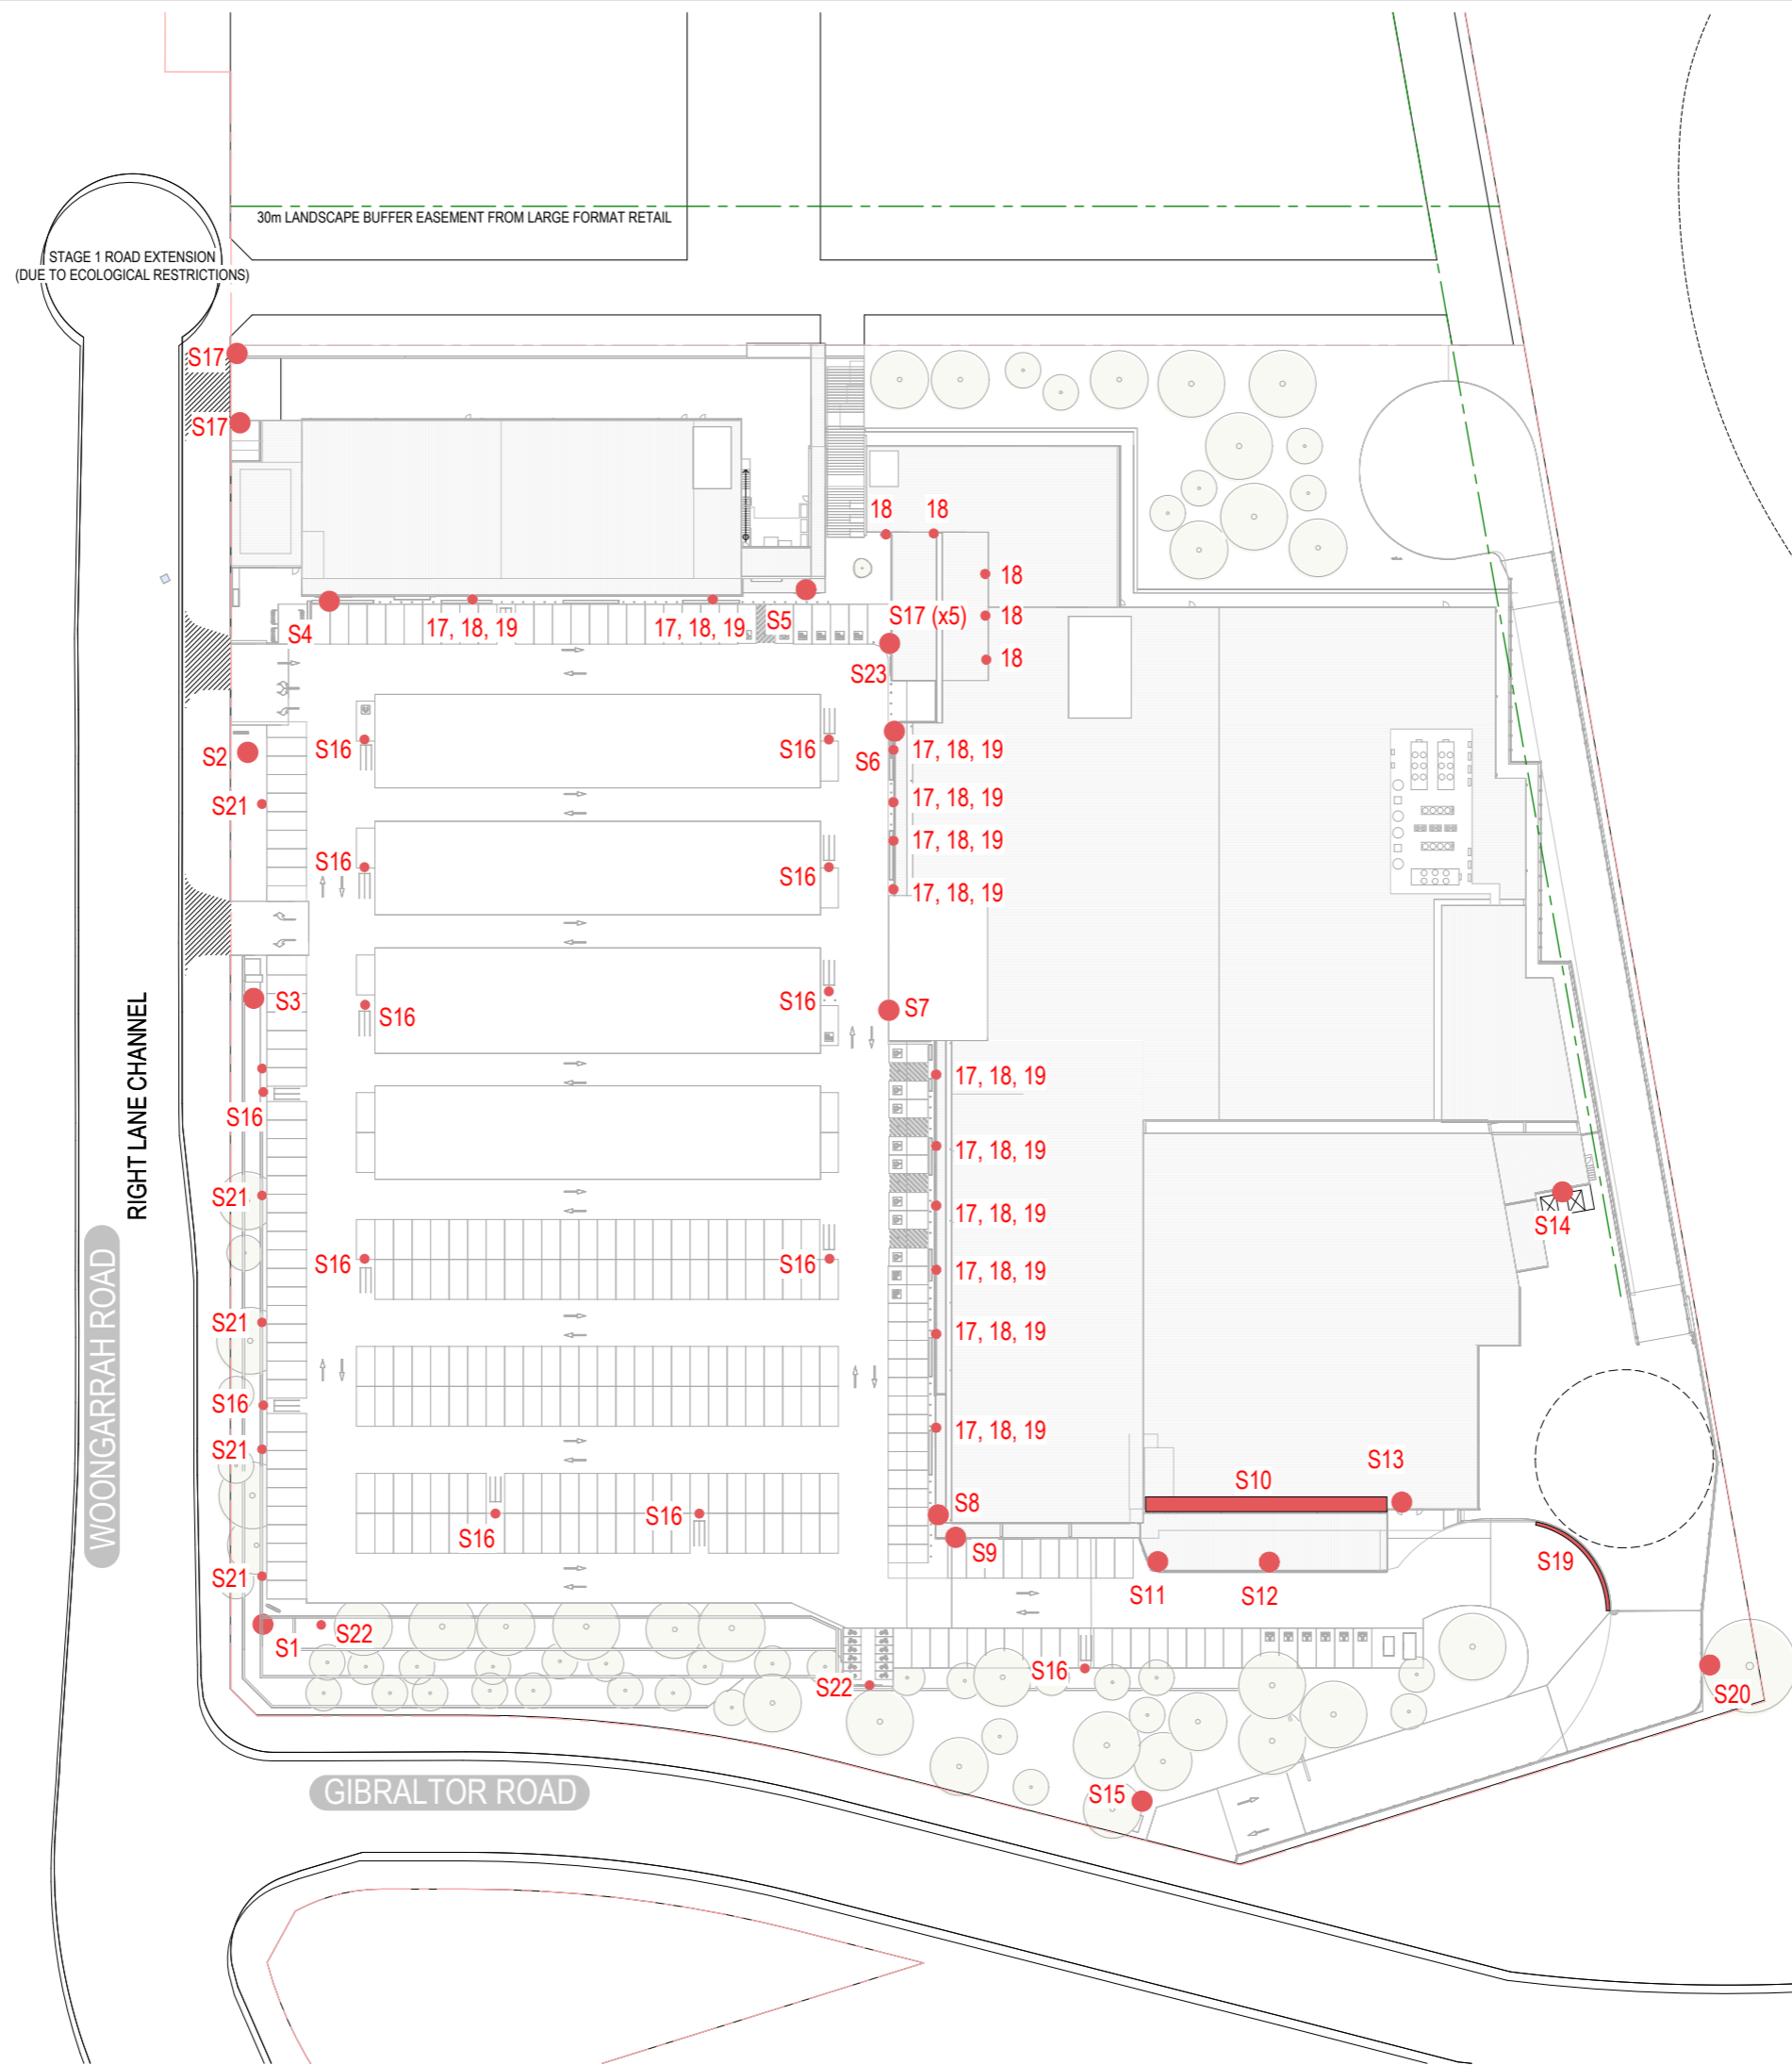 30m LANDSCAPE BUFFER EASEMENT FROM LARGE FORMAT RETAIL
STAGE 1 ROAD EXTENSION
(DUE TO ECOLOGICAL RESTRICTIONS)
S17
S17
18
18
18
S17 (x5)
18
S4
17, 18, 19
17, 18, 19
S5
18
S23
S2
S16
S16
S6
17, 18, 19
S21
17, 18, 19
17, 18, 19
S16
S16
17, 18, 19
S3
S16
S16
S7
RIGHT LANE CHANNEL
17, 18, 19
S16
17, 18, 19
S21
17, 18, 19
S14
S16
S16
17, 18, 19
S21
17, 18, 19
WOONGARRAH ROAD
S16
17, 18, 19
S21
S10
S13
S8
S16
S16
S9
S19
S21
S11
S12
S1
S22
S16
S22
S20
GIBRALTOR ROAD
S15